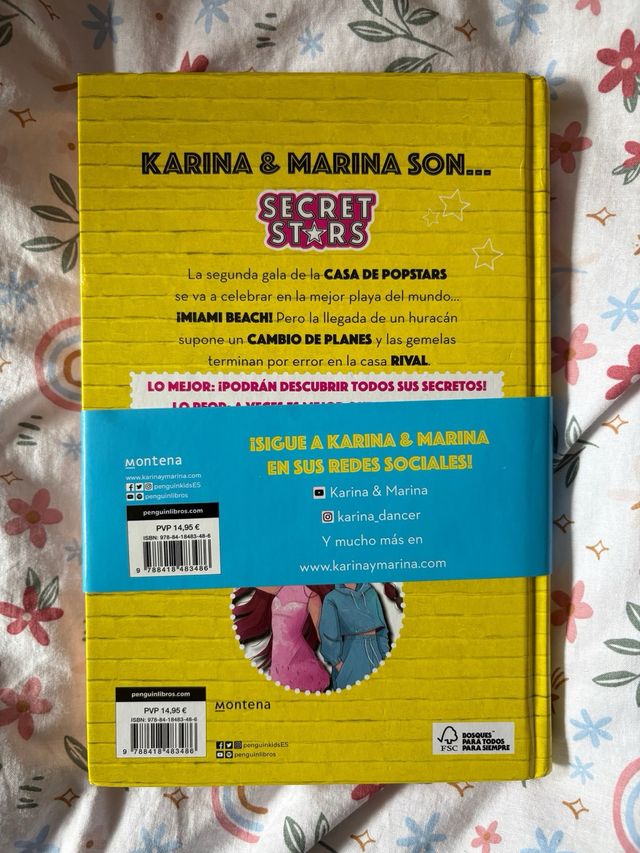 KARINA & MARINA SON...
SECRET
STARS
La segunda gala de la CASA DE POPSTARS
se va a celebrar en la mejor playa del mundo...
¡MIAMI BEACH! Pero la llegada de un huracán
supone un CAMBIO DE PLANES y las gemelas
terminan por error en la casa RIVAL.
LO MEJOR: ¡PODRÁN DESCUBRIR TODOS SUS SECRETOS!
LO PEOR: A VECES ES MEJOR
¡SIGUE A KARINA & MARINA
EN SUS REDES SOCIALES!
Karina & Marina
karina_dancer
Y mucho más en
www.karinaymarina.com
Montena
www.karinaymarina.com
penguinkidsES
penguinlibros
penguinlibros.com
PVP 14,95 €
ISBN: 978-84-18483-48-6
9 788418 483486
penguinlibros.com
PVP 14,95 €
ISBN: 978-84-18483-48-6
9 788418 483486
Montena
penguinkidsES
penguinlibros
FSC
BOSQUES
PARA TODOS
PARA SIEMPRE